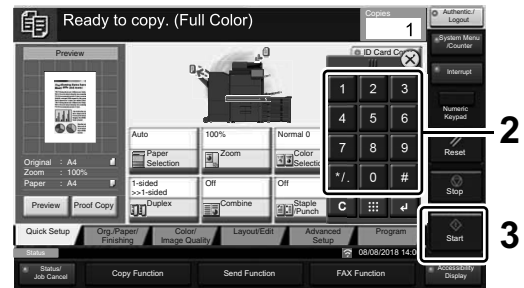 Ready to copy. (Full Color)
Copies
1
Authentic./
Logout
System Menu
/Counter
Interrupt
Numeric
Keypad
Reset
Stop
Start
Accessibility
Display
Preview
Original : A4
Zoom : 100%
Paper : A4
Preview
Proof Copy
ID Card Copy
Auto
Paper
Selection
100%
Zoom
Normal 0
Color
Selection
1-sided
>>1-sided
Duplex
Off
Combine
Off
Staple
/Punch
1 2 3
4 5 6
7 8 9
*/. 0 #
C
2
3
Quick Setup
Org./Paper/
Finishing
Color/
Image Quality
Layout/Edit
Advanced
Setup
Program
Status
08/08/2018 14:0
Status/
Job Cancel
Copy Function
Send Function
FAX Function